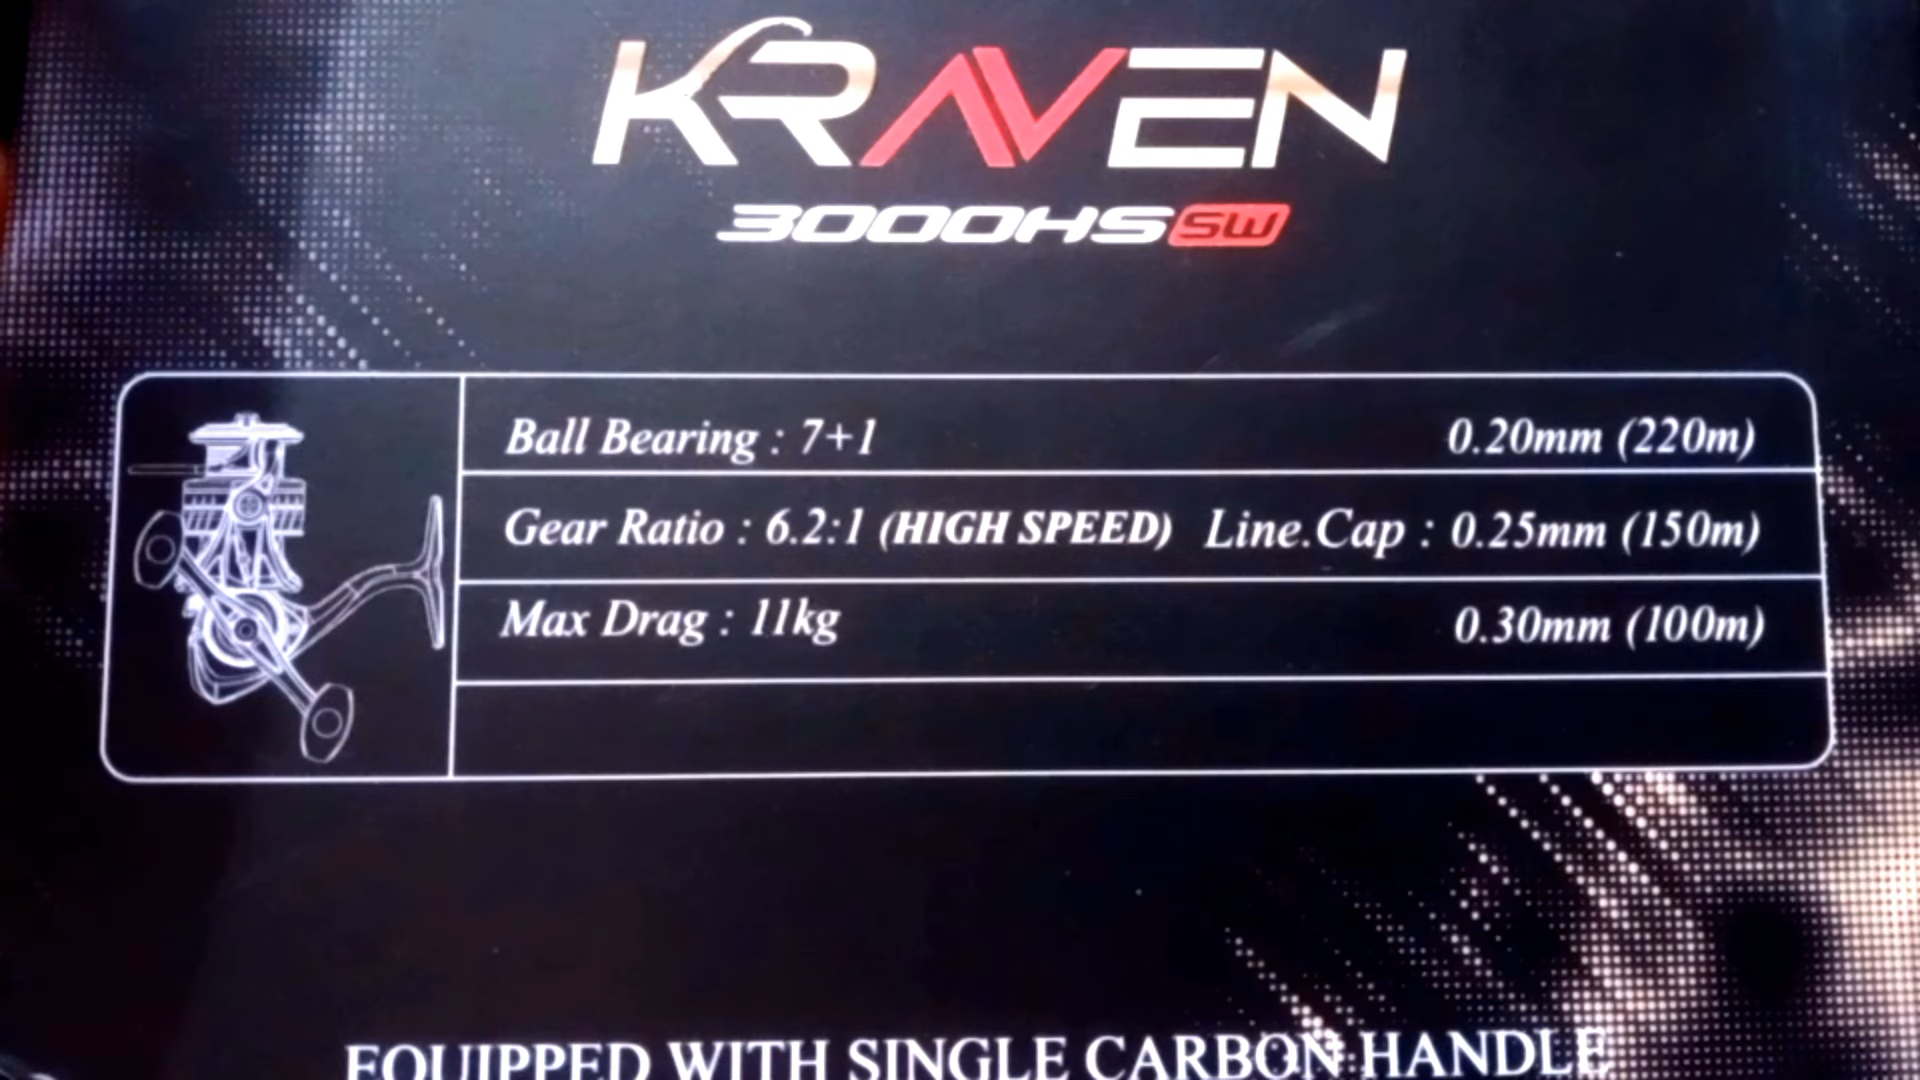 KRAVEN
3000HS SW
Ball Bearing : 7+1
0.20mm (220m)
Gear Ratio : 6.2:1 (HIGH SPEED)
Line.Cap : 0.25mm (150m)
Max Drag : 11kg
0.30mm (100m)
EQUIPPED WITH SINGLE CARBON HANDLE